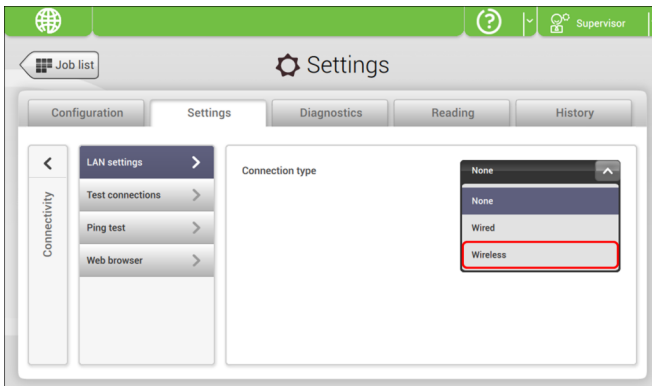 Supervisor
Job list
Settings
Configuration
Settings
Diagnostics
Reading
History
Connectivity
LAN settings
Test connections
Ping test
Web browser
Connection type
None
None
Wired
Wireless